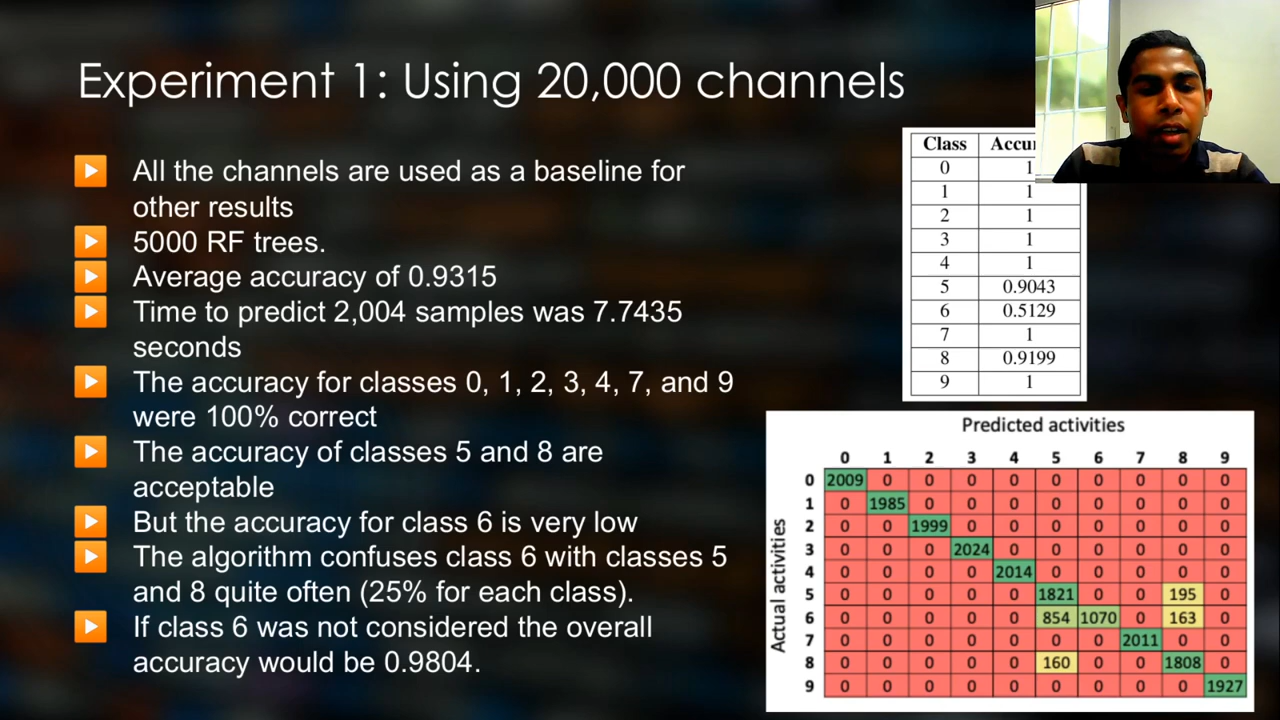 Experiment 1: Using 20,000 channels
All the channels are used as a baseline for
other results
5000 RF trees.
Average accuracy of 0.9315
Time to predict 2,004 samples was 7.7435
seconds
The accuracy for classes 0, 1, 2, 3, 4, 7, and 9
were 100% correct
The accuracy of classes 5 and 8 are
acceptable
But the accuracy for class 6 is very low
The algorithm confuses class 6 with classes 5
and 8 quite often (25% for each class).
If class 6 was not considered the overall
accuracy would be 0.9804.
Class
0 1
1 1
2 1
3 1
4 1
5 0.9043
6 0.5129
7 1
8 0.9199
9 1
Predicted activities
0 1 2 3 4 5 6 7 8 9
Actual activities
0 2009 0 0 0 0 0 0 0 0 0
1 0 1985 0 0 0 0 0 0 0 0
2 0 0 1999 0 0 0 0 0 0 0
3 0 0 0 2024 0 0 0 0 0 0
4 0 0 0 0 2014 0 0 0 0 0
5 0 0 0 0 0 1821 0 0 195 0
6 0 0 0 0 0 854 1070 0 163 0
7 0 0 0 0 0 0 0 2011 0 0
8 0 0 0 0 0 160 0 0 1808 0
9 0 0 0 0 0 0 0 0 0 1927